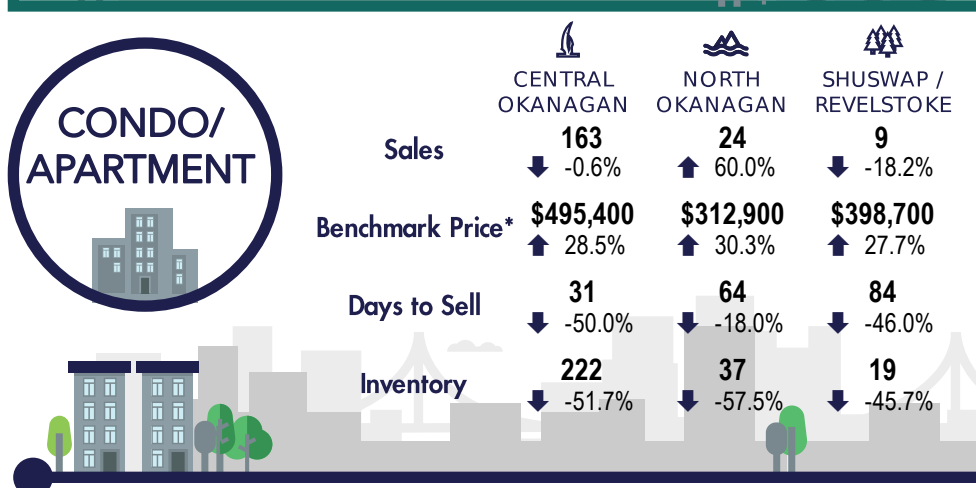 CONDO/
APARTMENT
CENTRAL
OKANAGAN
NORTH
OKANAGAN
SHUSWAP /
REVELSTOKE
Sales
163
-0.6%
24
60.0%
9
-18.2%
Benchmark Price*
$495,400
28.5%
$312,900
30.3%
$398,700
27.7%
Days to Sell
31
-50.0%
64
-18.0%
84
-46.0%
Inventory
222
-51.7%
37
-57.5%
19
-45.7%